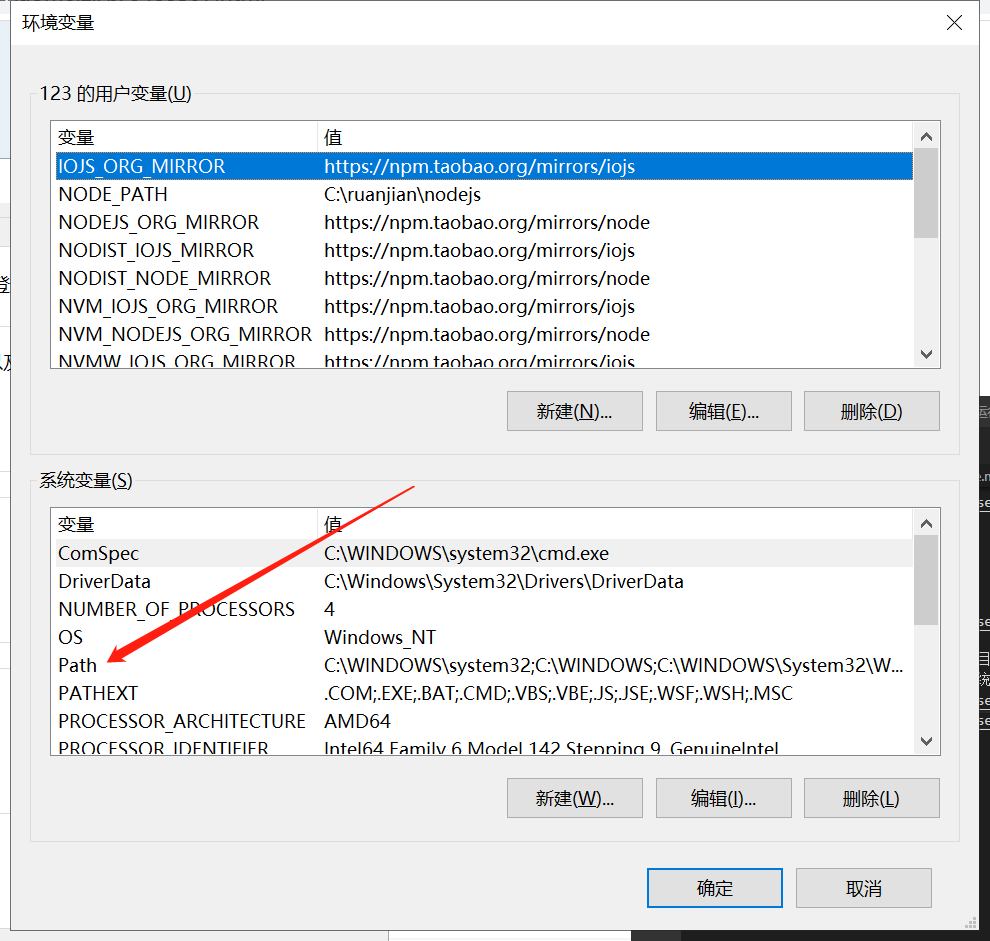 环境变量
123 的用户变量(U)
变量 值
IOJS_ORG_MIRROR https://npm.taobao.org/mirrors/iojs
NODE_PATH C:\ruanjian\nodejs
NODEJS_ORG_MIRROR https://npm.taobao.org/mirrors/node
NODIST_IOJS_MIRROR https://npm.taobao.org/mirrors/iojs
NODIST_NODE_MIRROR https://npm.taobao.org/mirrors/node
NVM_IOJS_ORG_MIRROR https://npm.taobao.org/mirrors/iojs
NVM_NODEJS_ORG_MIRROR https://npm.taobao.org/mirrors/node
NVMW_IOJS_ORG_MIRROR https://npm.taobao.org/mirrors/iojs
新建(N)... 编辑(E)... 删除(D)
系统变量(S)
变量 值
ComSpec C:\WINDOWS\system32\cmd.exe
DriverData C:\Windows\System32\Drivers\DriverData
NUMBER_OF_PROCESSORS 4
OS Windows_NT
Path C:\WINDOWS\system32;C:\WINDOWS;C:\WINDOWS\System32\W...
PATHEXT .COM;.EXE;.BAT;.CMD;.VBS;.VBE;.JS;.JSE;.WSF;.WSH;.MSC
PROCESSOR_ARCHITECTURE AMD64
PROCESSOR_IDENTIFIER Intel64 Family 6 Model 142 Stepping 9, GenuineIntel
新建(W)... 编辑(I)... 删除(L)
确定 取消